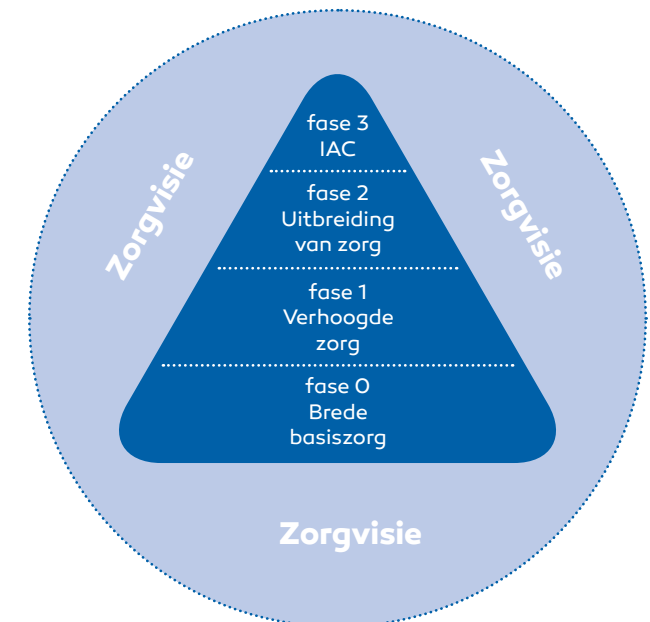 fase 3
IAC
Zorgvisie
Zorgvisie
fase 2
Uitbreiding
van zorg
fase 1
Verhoogde
zorg
fase 0
Brede
basiszorg
Zorgvisie